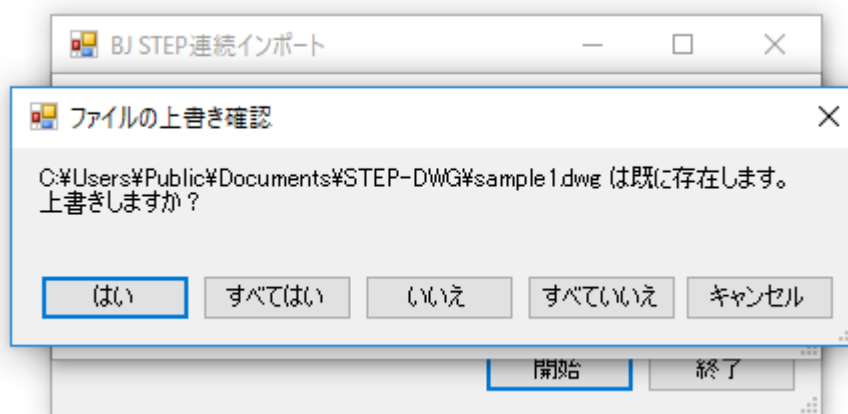 BJ STEP連続インポート
ファイルの上書き確認
C:¥Users¥Public¥Documents¥STEP-DWG¥sample1.dwg は既に存在します。
上書きしますか？
はい すべてはい いいえ すべていいえ キャンセル
開始 終了